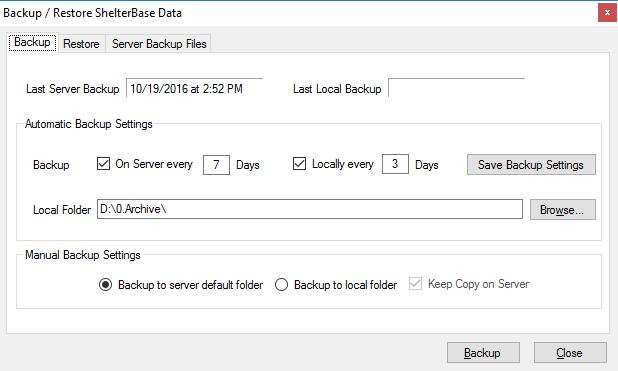 Backup / Restore ShelterBase Data x
Backup Restore Server Backup Files
Last Server Backup 10/19/2016 at 2:52 PM Last Local Backup
Automatic Backup Settings
Backup On Server every 7 Days Locally every 3 Days Save Backup Settings
Local Folder D:\0.Archive\ Browse...
Manual Backup Settings
Backup to server default folder Backup to local folder Keep Copy on Server
Backup Close